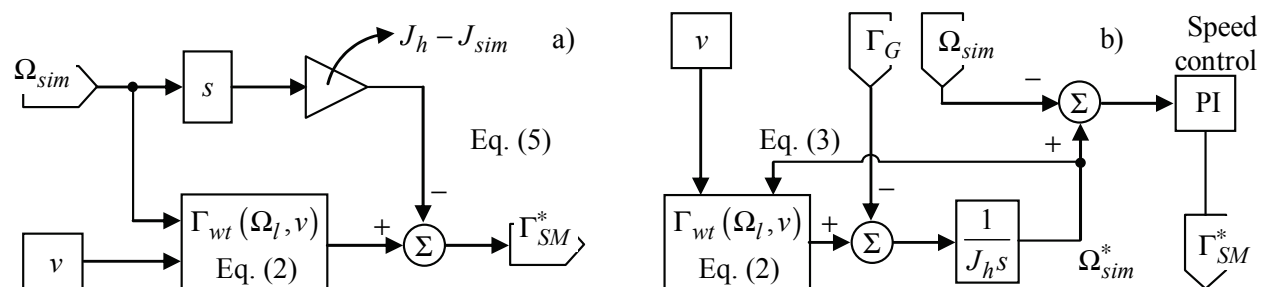 J_h − J_sim
a)
Ω_sim
s
Eq. (5)
−
Γ_wt (Ω_l, v)
Eq. (2)
+
Σ
Γ*_SM
v
v
Γ_G
Ω_sim
b)
Speed
control
−
Σ
PI
+
Eq. (3)
−
Γ_wt (Ω_l, v)
Eq. (2)
+
Σ
1
J_h s
Ω*_sim
Γ*_SM